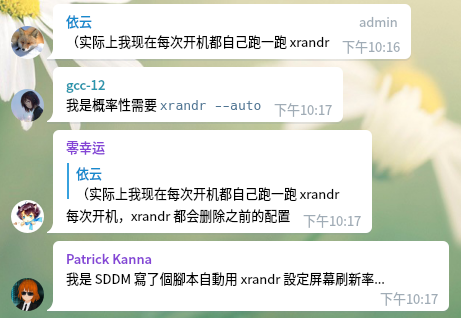 依云 admin
（实际上我现在每次开机都自己跑一跑 xrandr 下午10:16
gcc-12
我是概率性需要 xrandr --auto 下午10:17
零幸运
依云
（实际上我现在每次开机都自己跑一跑 xrandr
每次开机，xrandr 都会删除之前的配置 下午10:17
Patrick Kanna
我是 SDDM 寫了個腳本自動用 xrandr 設定屏幕刷新率...
下午10:17